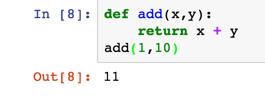 In [8]: def add(x,y):
    return x + y
add(1,10)
Out[8]: 11